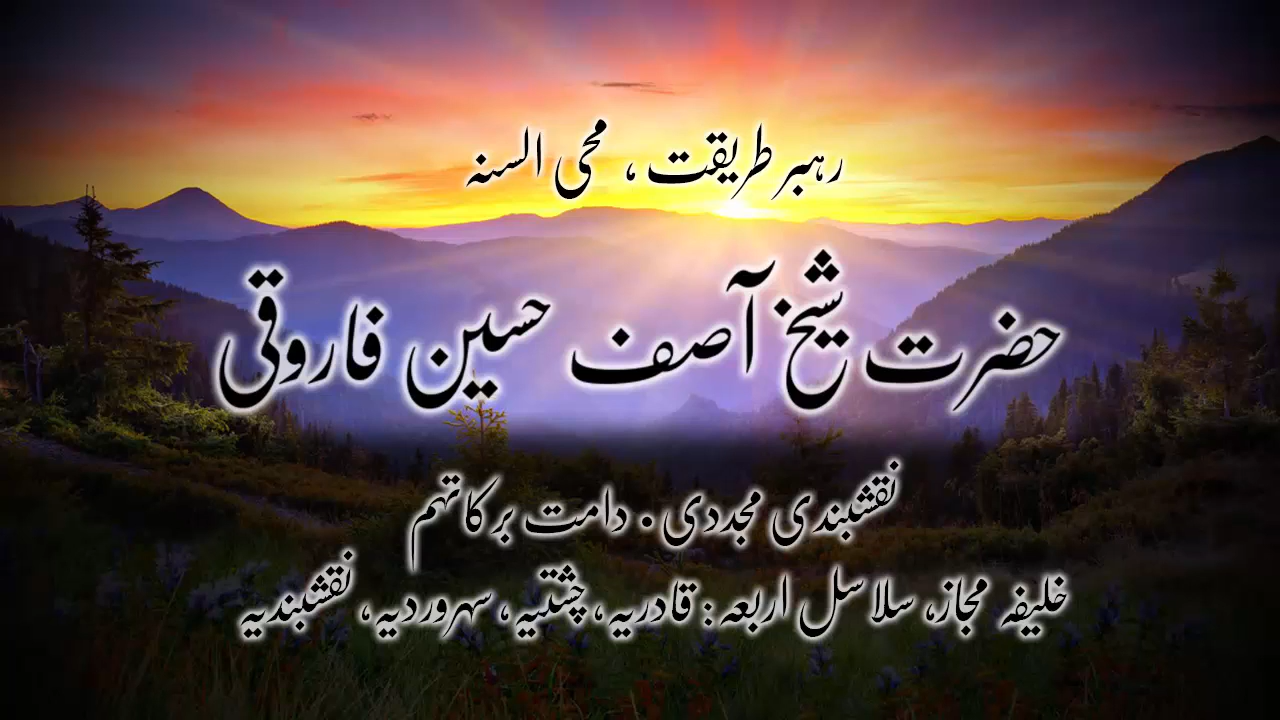 رہبر طریقت ، محی السنہ
حضرت شیخ آصف حسین فاروقی
نقشبندی مجددی . دامت برکاتہم
خلیفہ مجاز، سلاسل اربعہ: قادریہ، چشتیہ، سہروردیہ، نقشبندیہ